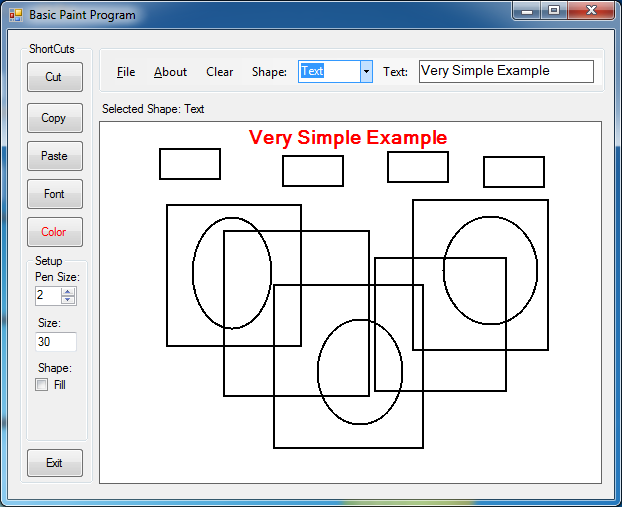 Basic Paint Program
ShortCuts
Cut
Copy
Paste
Font
Color
Setup
Pen Size:
2
Size:
30
Shape:
Fill
Exit
File About Clear Shape: Text Text: Very Simple Example
Selected Shape: Text
Very Simple Example